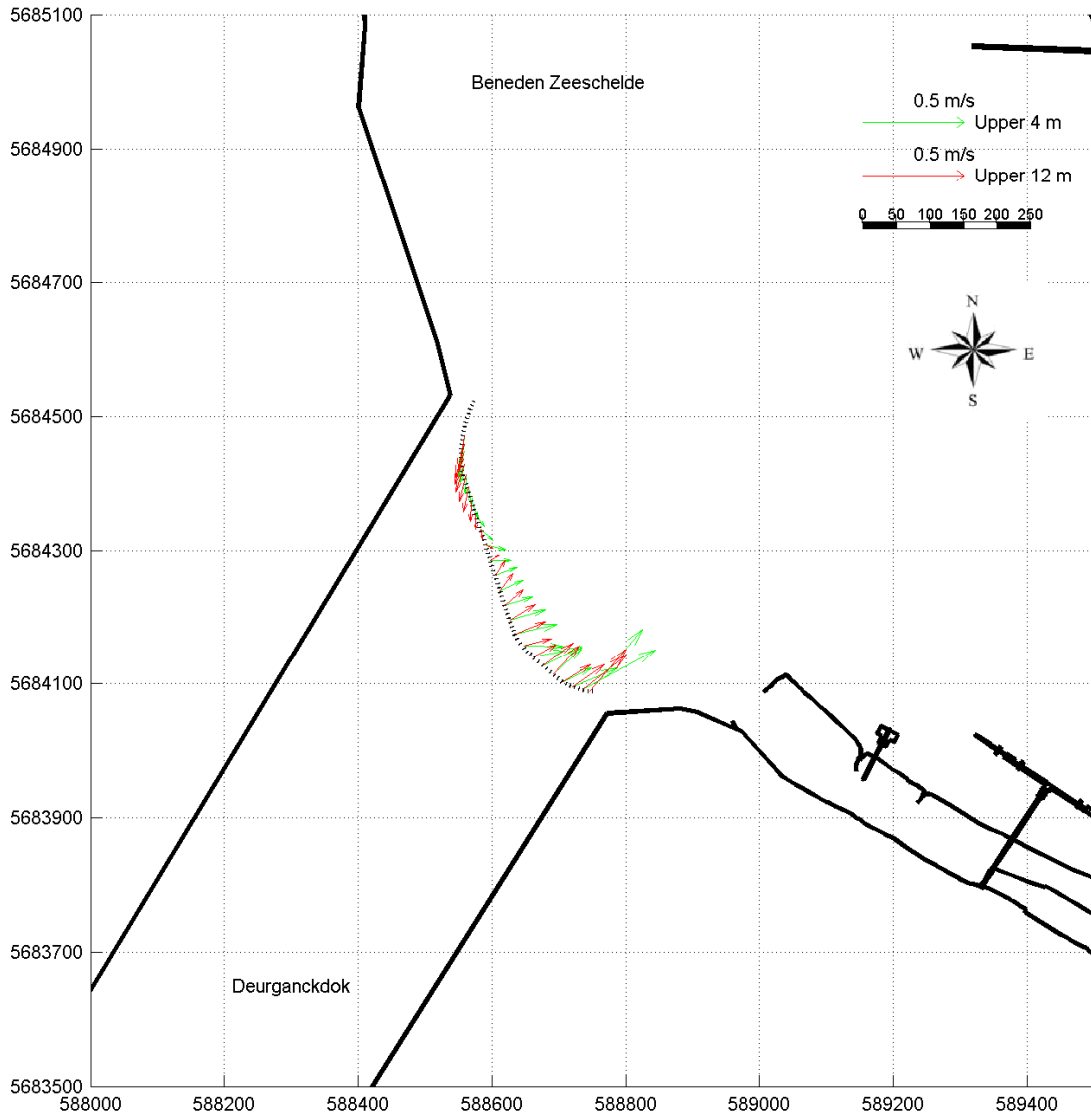 5685100
Beneden Zeeschelde
0.5 m/s
Upper 4 m
5684900
0.5 m/s
Upper 12 m
0 50 100 150 200 250
5684700
N
W E
S
5684500
5684300
5684100
5683900
5683700
Deurganckdok
5683500
588000 588200 588400 588600 588800 589000 589200 589400